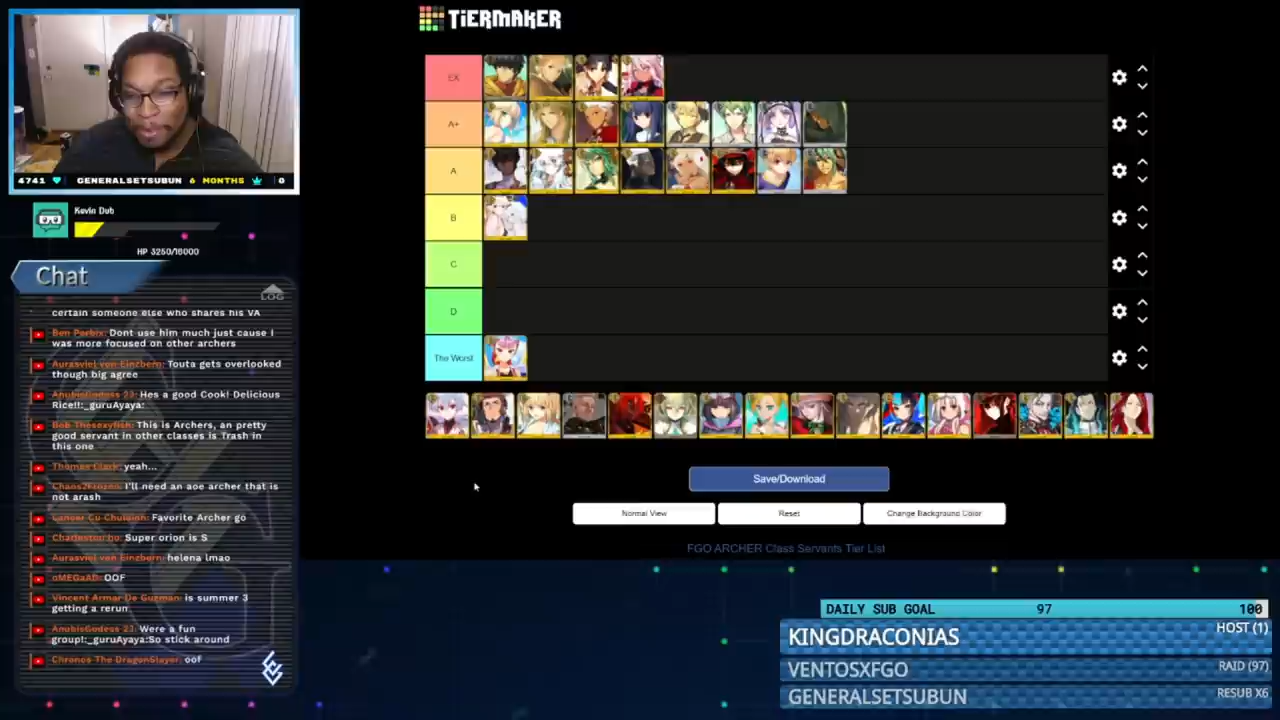 TIERMAKER
4741 GENERALSETSUBUN 6 MONTHS 0
Kevin Dub
HP 3250/16000
Chat
LOG
certain someone else who shares his VA
Ben Parbix: Dont use him much just cause I
was more focused on other archers
Aurasviel von Einzbern: Touta gets overlooked
though big agree
AnubisGodess 23: Hes a good Cook! Delicious
Rice!!:_guruAyaya:
Bob Thesexyfish: This is Archers, an pretty
good servant in other classes is Trash in
this one
Thomas Clark: yeah...
ChaosZFrozen: I'll need an aoe archer that is
not arash
Lancer Cu Chulainn: Favorite Archer go
Charleston ho: Super orion is S
Aurasviel von Einzbern: helena lmao
oMEGaAD: OOF
Vincent Armar De Guzman: is summer 3
getting a rerun
AnubisGodess 23: Were a fun
group!:_guruAyaya:So stick around
Chronos The DragonSlayer: oof
EX
A+
A
B
C
D
The Worst
Save/Download
Normal View
Reset
Change Background Color
FGO ARCHER Class Servants Tier List
DAILY SUB GOAL 97 100
KINGDRACONIAS HOST (1)
VENTOSXFGO RAID (97)
GENERALSETSUBUN RESUB X6